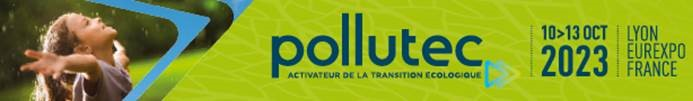 pollutec
ACTIVATEUR DE LA TRANSITION ÉCOLOGIQUE
10>13 OCT
2023
LYON
EUREXPO
FRANCE